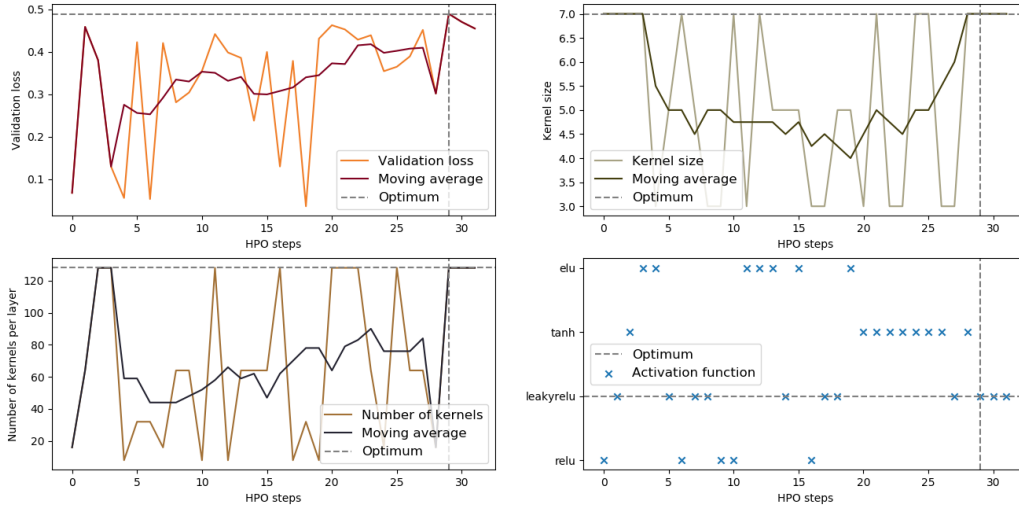 0.5
0.4
0.3
0.2
0.1
Validation loss
0
5
10
15
20
25
30
HPO steps
Validation loss
Moving average
Optimum
7.0
6.5
6.0
5.5
5.0
4.5
4.0
3.5
3.0
Kernel size
0
5
10
15
20
25
30
HPO steps
Kernel size
Moving average
Optimum
120
100
80
60
40
20
Number of kernels per layer
0
5
10
15
20
25
30
HPO steps
Number of kernels
Moving average
Optimum
elu
tanh
leakyrelu
relu
0
5
10
15
20
25
30
HPO steps
Optimum
Activation function